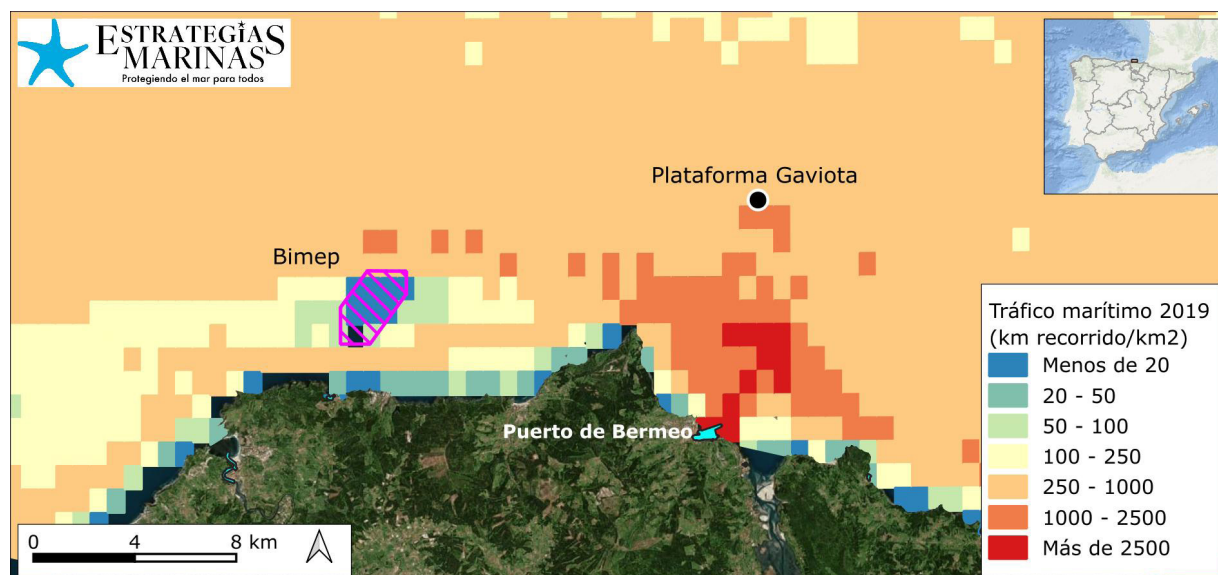 ESTRATEGIAS
MARINAS
Protegiendo el mar para todos
Plataforma Gaviota
Bimep
Puerto de Bermeo
Tráfico marítimo 2019
(km recorrido/km2)
Menos de 20
20 - 50
50 - 100
100 - 250
250 - 1000
1000 - 2500
Más de 2500
0 4 8 km